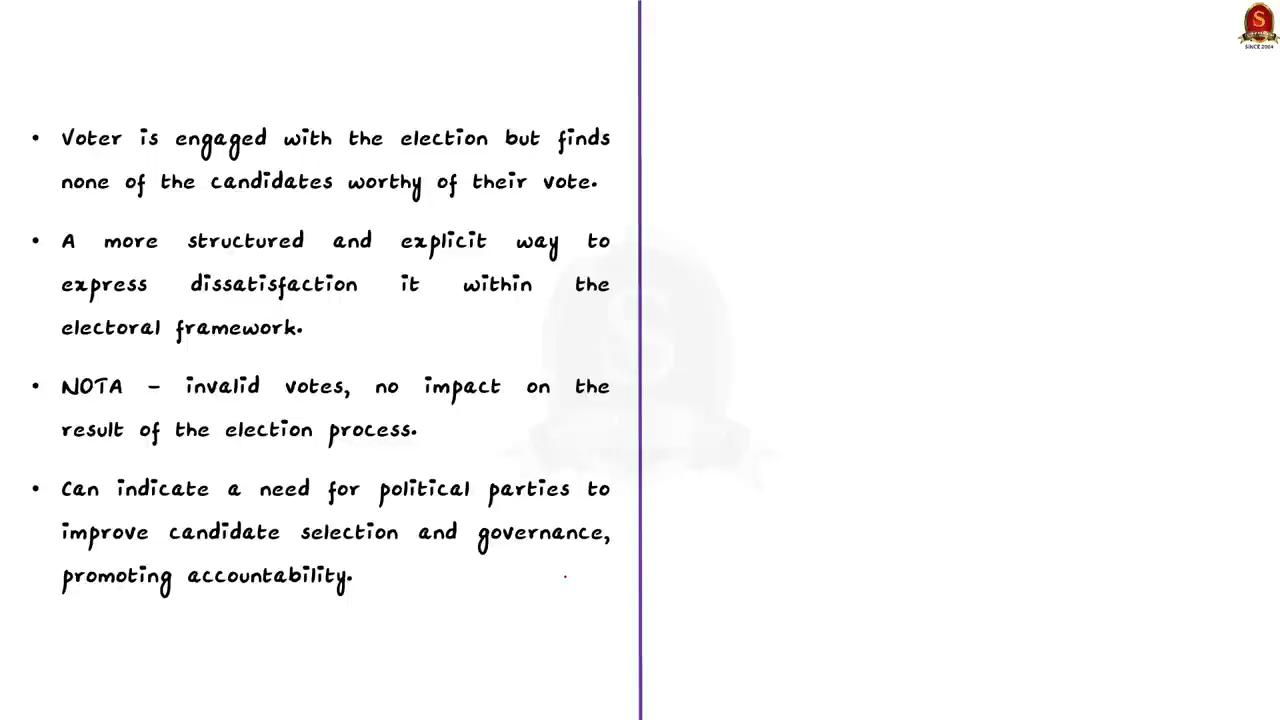 • Voter is engaged with the election but finds
none of the candidates worthy of their vote.
• A more structured and explicit way to
express dissatisfaction it within the
electoral framework.
• NOTA – invalid votes, no impact on the
result of the election process.
• Can indicate a need for political parties to
improve candidate selection and governance,
promoting accountability.
S
SINCE 2004